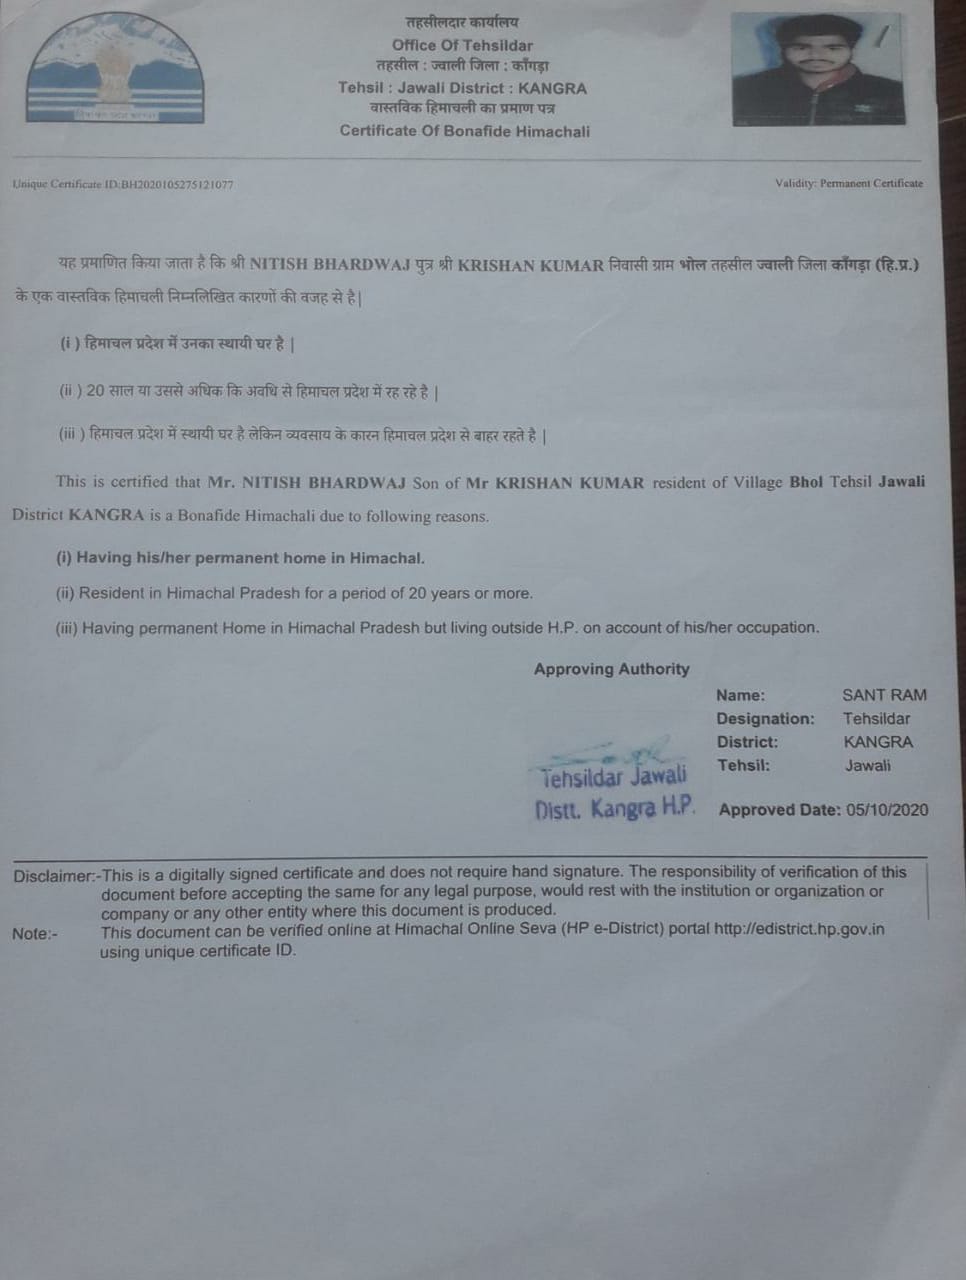 तहसीलदार कार्यालय
Office Of Tehsildar
तहसील : ज्वाली जिला : काँगड़ा
Tehsil : Jawali District : KANGRA
वास्तविक हिमाचली का प्रमाण पत्र
Certificate Of Bonafide Himachali
Unique Certificate ID:BH2020105275121077
Validity: Permanent Certificate
यह प्रमाणित किया जाता है कि श्री NITISH BHARDWAJ पुत्र श्री KRISHAN KUMAR निवासी ग्राम भोल तहसील ज्वाली जिला काँगड़ा (हि.प्र.)
के एक वास्तविक हिमाचली निम्नलिखित कारणों की वजह से है|
(i ) हिमाचल प्रदेश में उनका स्थायी घर है |
(ii ) 20 साल या उससे अधिक कि अवधि से हिमाचल प्रदेश में रह रहे है |
(iii ) हिमाचल प्रदेश में स्थायी घर है लेकिन व्यवसाय के कारन हिमाचल प्रदेश से बाहर रहते है |
This is certified that Mr. NITISH BHARDWAJ Son of Mr KRISHAN KUMAR resident of Village Bhol Tehsil Jawali
District KANGRA is a Bonafide Himachali due to following reasons.
(i) Having his/her permanent home in Himachal.
(ii) Resident in Himachal Pradesh for a period of 20 years or more.
(iii) Having permanent Home in Himachal Pradesh but living outside H.P. on account of his/her occupation.
Approving Authority
Name: SANT RAM
Designation: Tehsildar
District: KANGRA
Tehsil: Jawali
Tehsildar Jawali
Distt. Kangra H.P.
Approved Date: 05/10/2020
Disclaimer:-This is a digitally signed certificate and does not require hand signature. The responsibility of verification of this
document before accepting the same for any legal purpose, would rest with the institution or organization or
company or any other entity where this document is produced.
Note:- This document can be verified online at Himachal Online Seva (HP e-District) portal http://edistrict.hp.gov.in
using unique certificate ID.